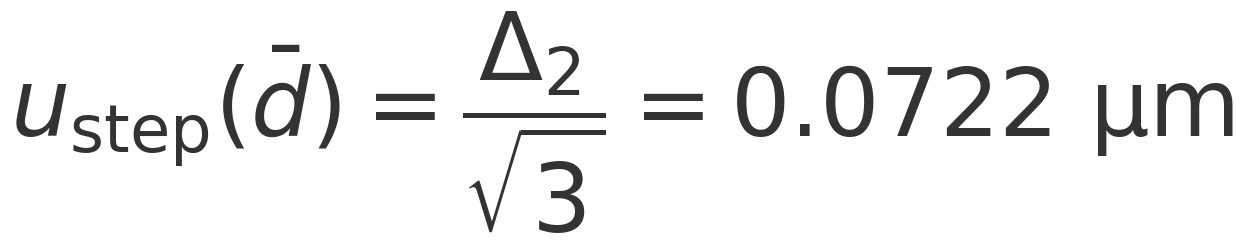 u_step(d̄) = Δ₂/√3 = 0.0722 μm